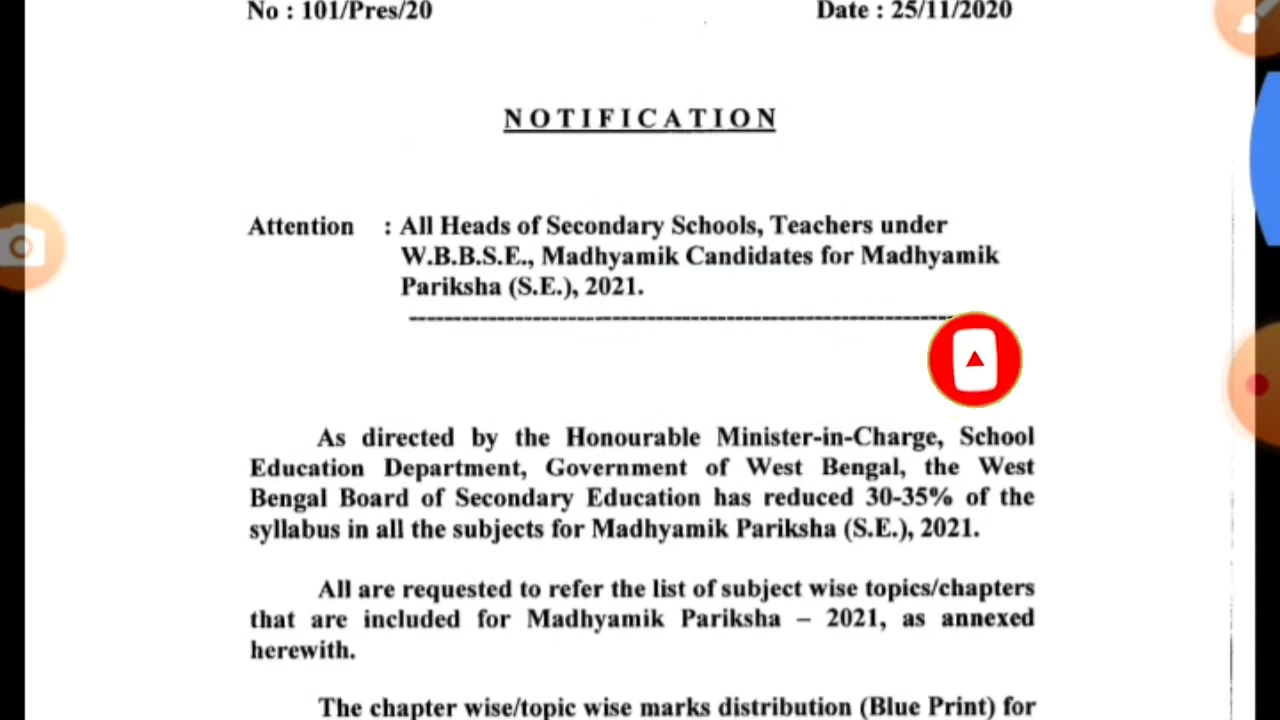 No : 101/Pres/20 Date : 25/11/2020
NOTIFICATION
Attention : All Heads of Secondary Schools, Teachers under
W.B.B.S.E., Madhyamik Candidates for Madhyamik
Pariksha (S.E.), 2021.
As directed by the Honourable Minister-in-Charge, School
Education Department, Government of West Bengal, the West
Bengal Board of Secondary Education has reduced 30-35% of the
syllabus in all the subjects for Madhyamik Pariksha (S.E.), 2021.
All are requested to refer the list of subject wise topics/chapters
that are included for Madhyamik Pariksha – 2021, as annexed
herewith.
The chapter wise/topic wise marks distribution (Blue Print) for